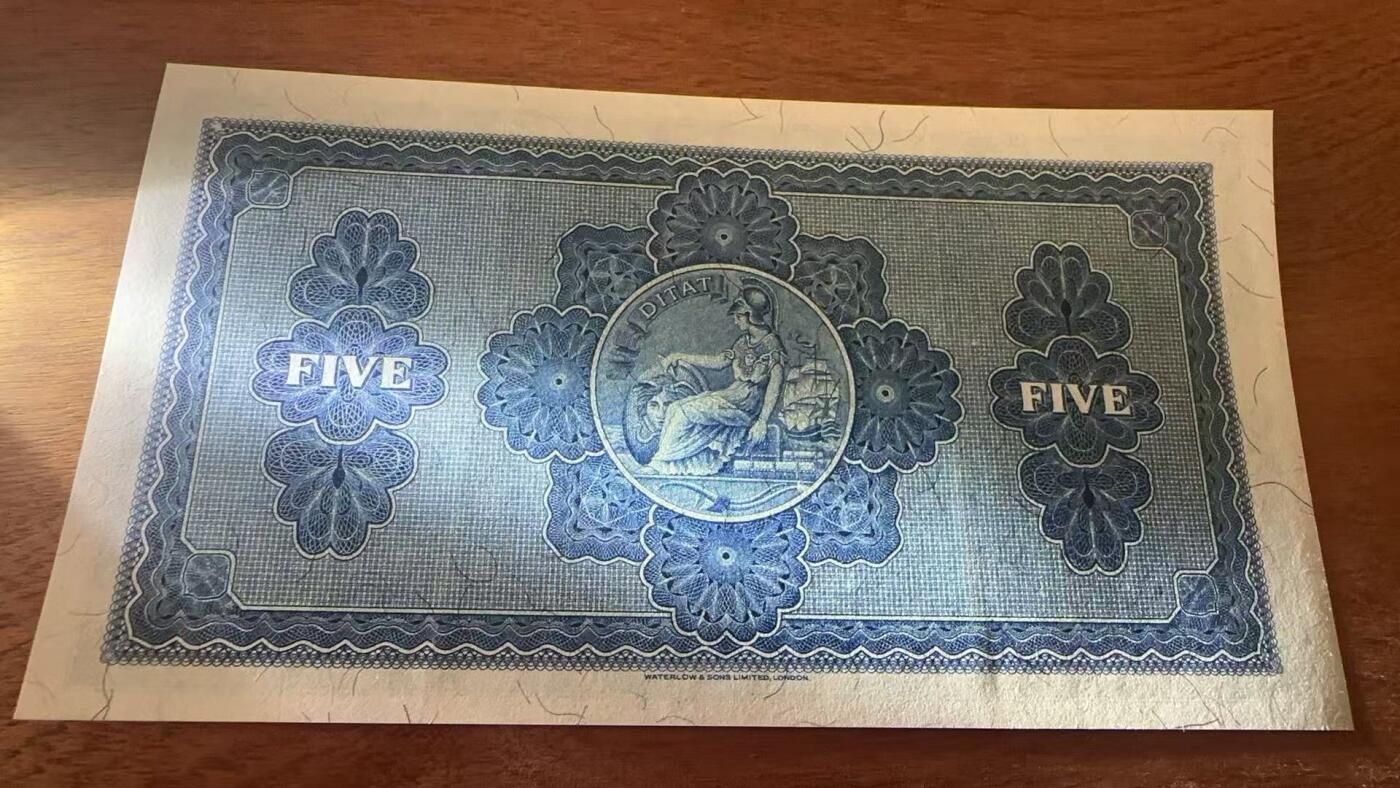 DITAT
FIVE
FIVE
WATERLOW & SONS LIMITED, LONDON.